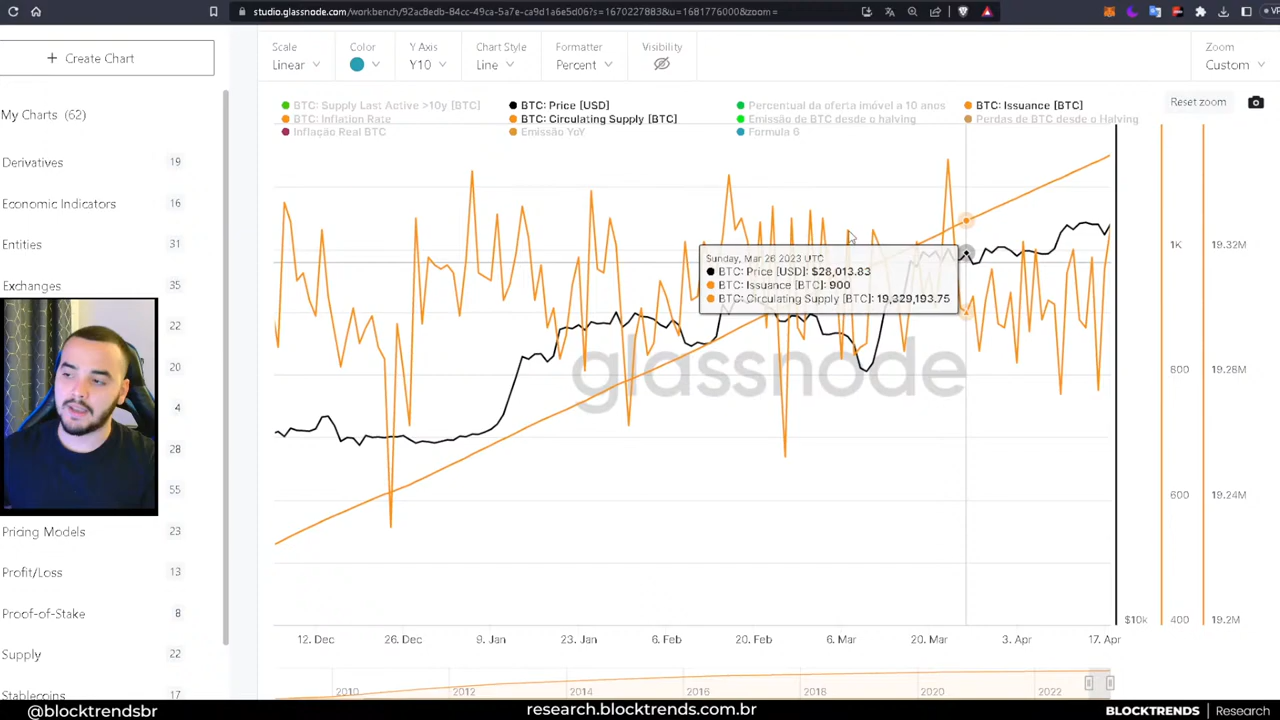 studio.glassnode.com/workbench/92ac8edb-84cc-49ca-5a7e-ca9d1a6e5d06?s=1670227883&u=1681776000&zoom=
+ Create Chart
My Charts (62)
Derivatives 19
Economic Indicators 16
Entities 31
Exchanges 35
22
20
4
28
55
Pricing Models 23
Profit/Loss 13
Proof-of-Stake 8
Supply 22
Stablecoins 17
Scale
Linear
Color
Y Axis
Y10
Chart Style
Line
Formatter
Percent
Visibility
Zoom
Custom
BTC: Supply Last Active >10y [BTC] BTC: Price [USD] Percentual da oferta imóvel a 10 anos BTC: Issuance [BTC]
BTC: Inflation Rate BTC: Circulating Supply [BTC] Emissão de BTC desde o halving Perdas de BTC desde o Halving
Inflação Real BTC Emissão YoY Formula 6
Reset zoom
Sunday, Mar 26 2023 UTC
BTC: Price [USD]: $28,013.83
BTC: Issuance [BTC]: 900
BTC: Circulating Supply [BTC]: 19,329,193.75
glassnode
1K 19.32M
800 19.28M
600 19.24M
$10k 400 19.2M
12. Dec 26. Dec 9. Jan 23. Jan 6. Feb 20. Feb 6. Mar 20. Mar 3. Apr 17. Apr
2010 2012 2014 2016 2018 2020 2022
@blocktrendsbr
research.blocktrends.com.br
BLOCKTRENDS | Research